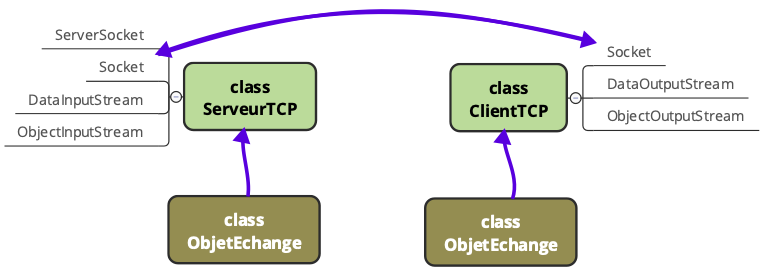 ServerSocket
Socket
DataInputStream
ObjectInputStream
class
ServeurTCP
class
ClientTCP
Socket
DataOutputStream
ObjectOutputStream
class
ObjetEchange
class
ObjetEchange